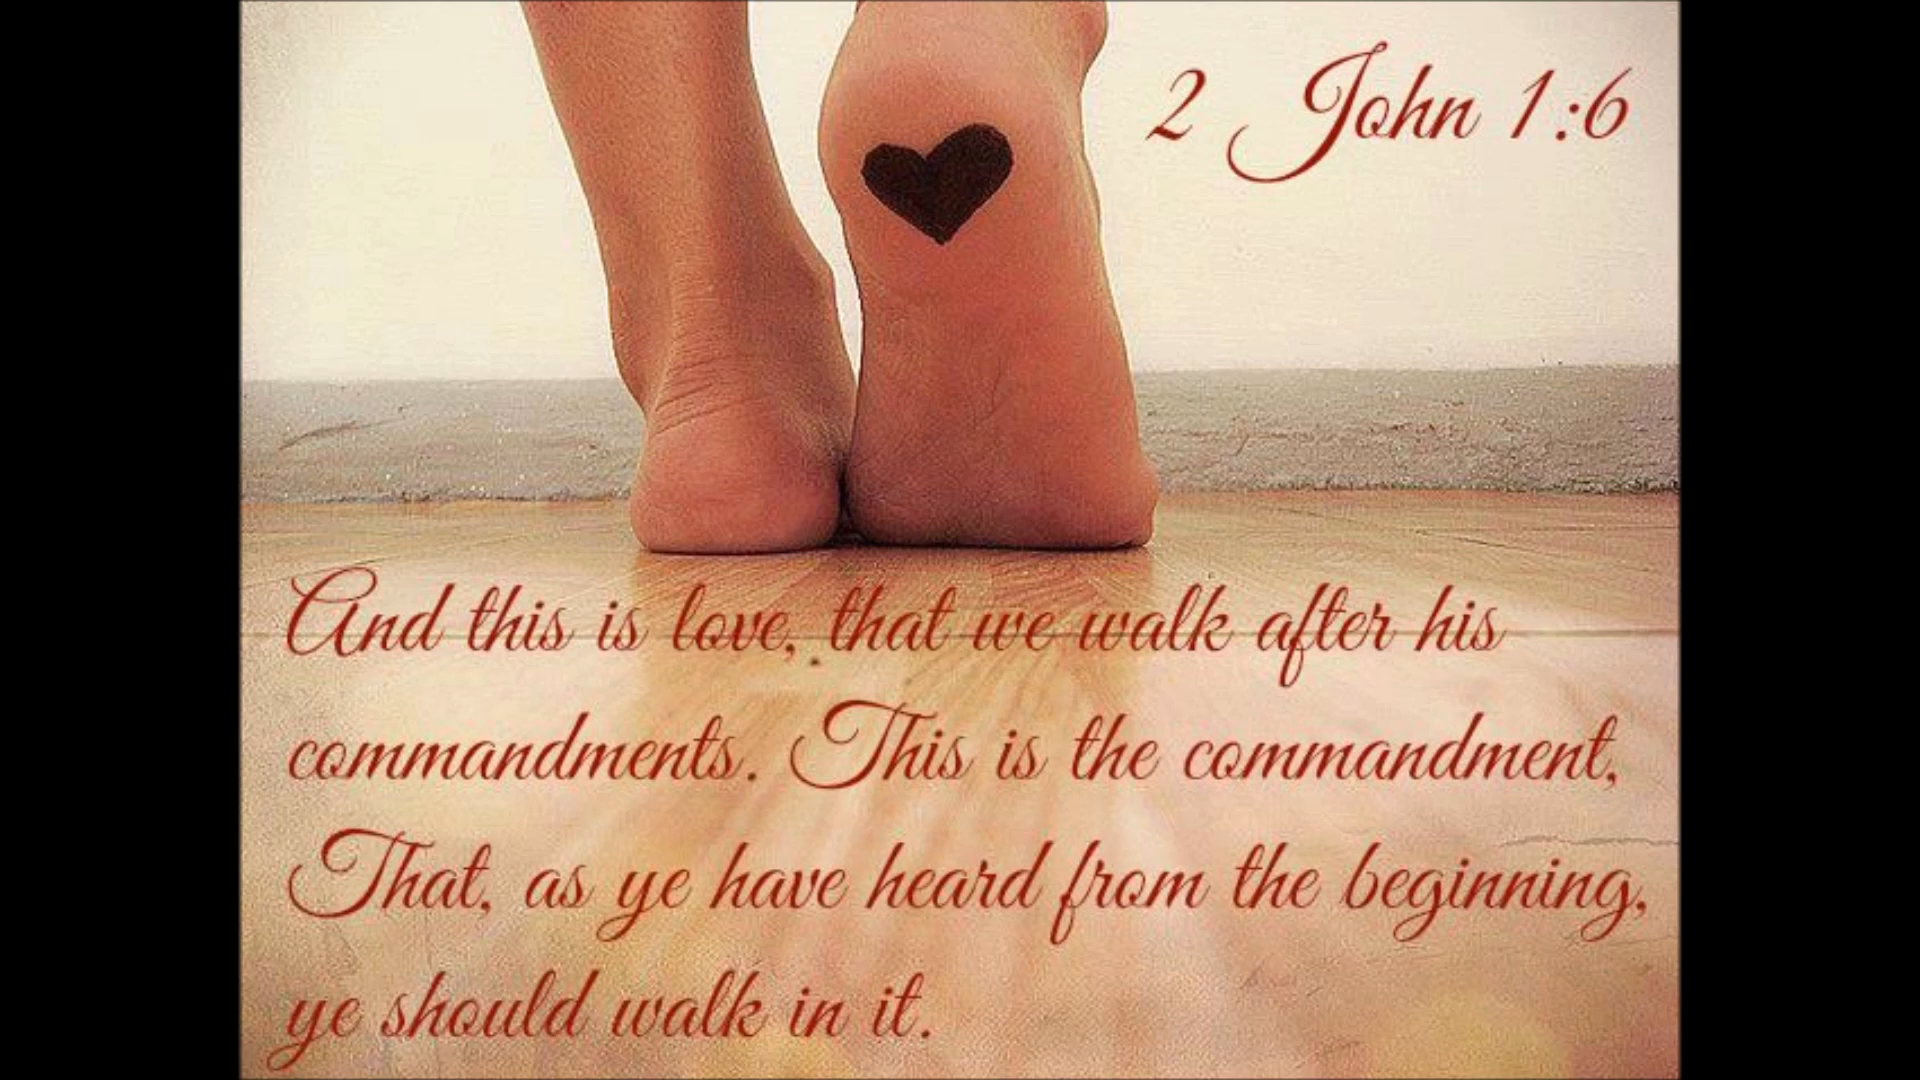 2 John 1:6
And this is love, that we walk after his
commandments. This is the commandment,
That, as ye have heard from the beginning,
ye should walk in it.